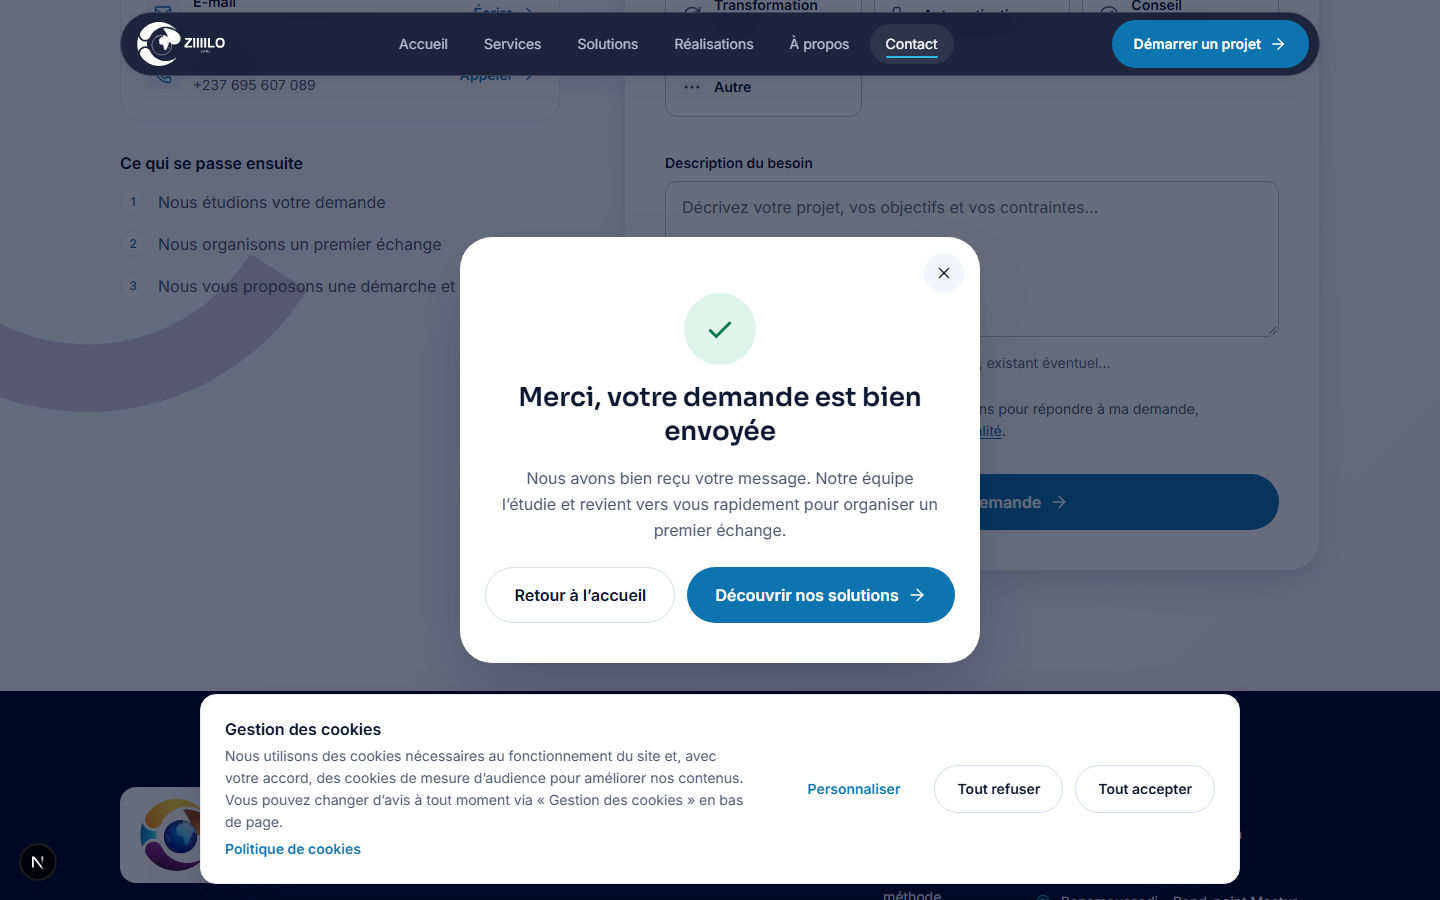 E-mail
Écrire
+237 695 607 089
Appeler
Transformation
Automatisation
Conseil
ZIIIILO
Accueil
Services
Solutions
Réalisations
À propos
Contact
Démarrer un projet
Autre
Ce qui se passe ensuite
1 Nous étudions votre demande
2 Nous organisons un premier échange
3 Nous vous proposons une démarche et
Description du besoin
Décrivez votre projet, vos objectifs et vos contraintes…
, existant éventuel…
ns pour répondre à ma demande,
alité.
emande
Merci, votre demande est bien
envoyée
Nous avons bien reçu votre message. Notre équipe
l’étudie et revient vers vous rapidement pour organiser un
premier échange.
Retour à l’accueil
Découvrir nos solutions
Gestion des cookies
Nous utilisons des cookies nécessaires au fonctionnement du site et, avec
votre accord, des cookies de mesure d’audience pour améliorer nos contenus.
Vous pouvez changer d’avis à tout moment via « Gestion des cookies » en bas
de page.
Politique de cookies
Personnaliser
Tout refuser
Tout accepter
N
méthode